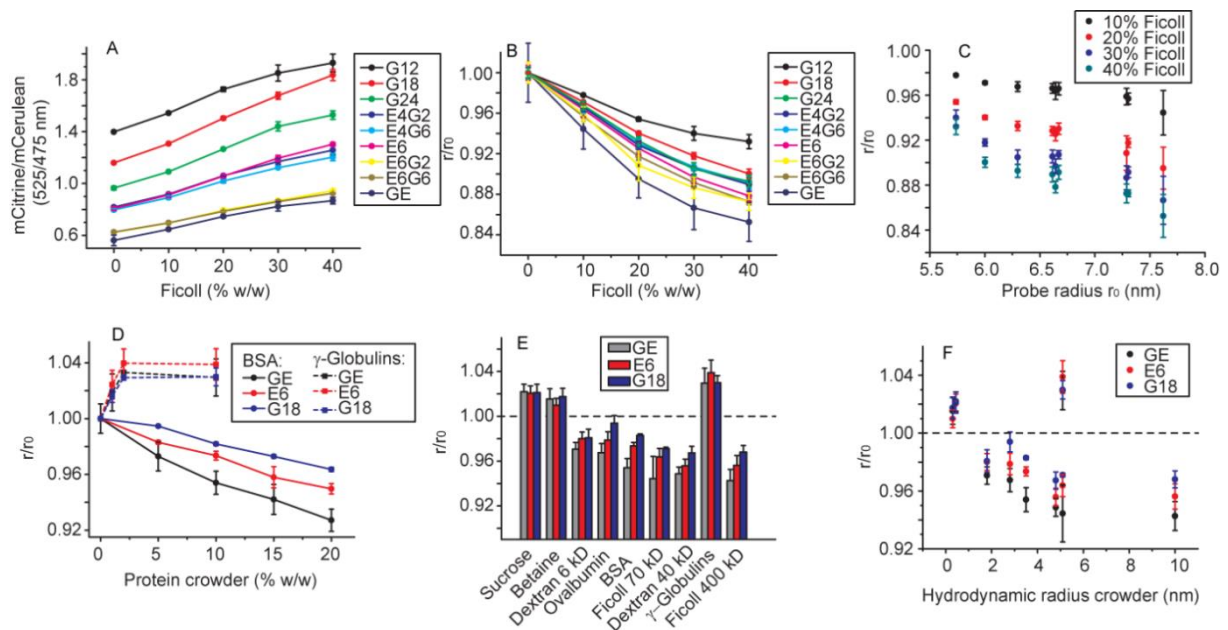 A
mCitrine/mCerulean
(525/475 nm)
1.8
1.4
1.0
0.6
0 10 20 30 40
Ficoll (% w/w)
G12
G18
G24
E4G2
E4G6
E6
E6G2
E6G6
GE
B
r/r₀
1.00
0.96
0.92
0.88
0.84
0 10 20 30 40
Ficoll (% w/w)
G12
G18
G24
E4G2
E4G6
E6
E6G2
E6G6
GE
C
10% Ficoll
20% Ficoll
30% Ficoll
40% Ficoll
r/r₀
1.00
0.96
0.92
0.88
0.84
5.5 6.0 6.5 7.0 7.5 8.0
Probe radius r₀ (nm)
D
BSA: γ-Globulins:
GE GE
E6 E6
G18 G18
r/r₀
1.04
1.00
0.96
0.92
0 5 10 15 20
Protein crowder (% w/w)
E
GE
E6
G18
r/r₀
1.04
1.00
0.96
0.92
Sucrose
Betaine
Dextran 6 kD
Ovalbumin
BSA
Ficoll 70 kD
Dextran 40 kD
γ-Globulins
Ficoll 400 kD
F
GE
E6
G18
r/r₀
1.04
1.00
0.96
0.92
0 2 4 6 8 10
Hydrodynamic radius crowder (nm)